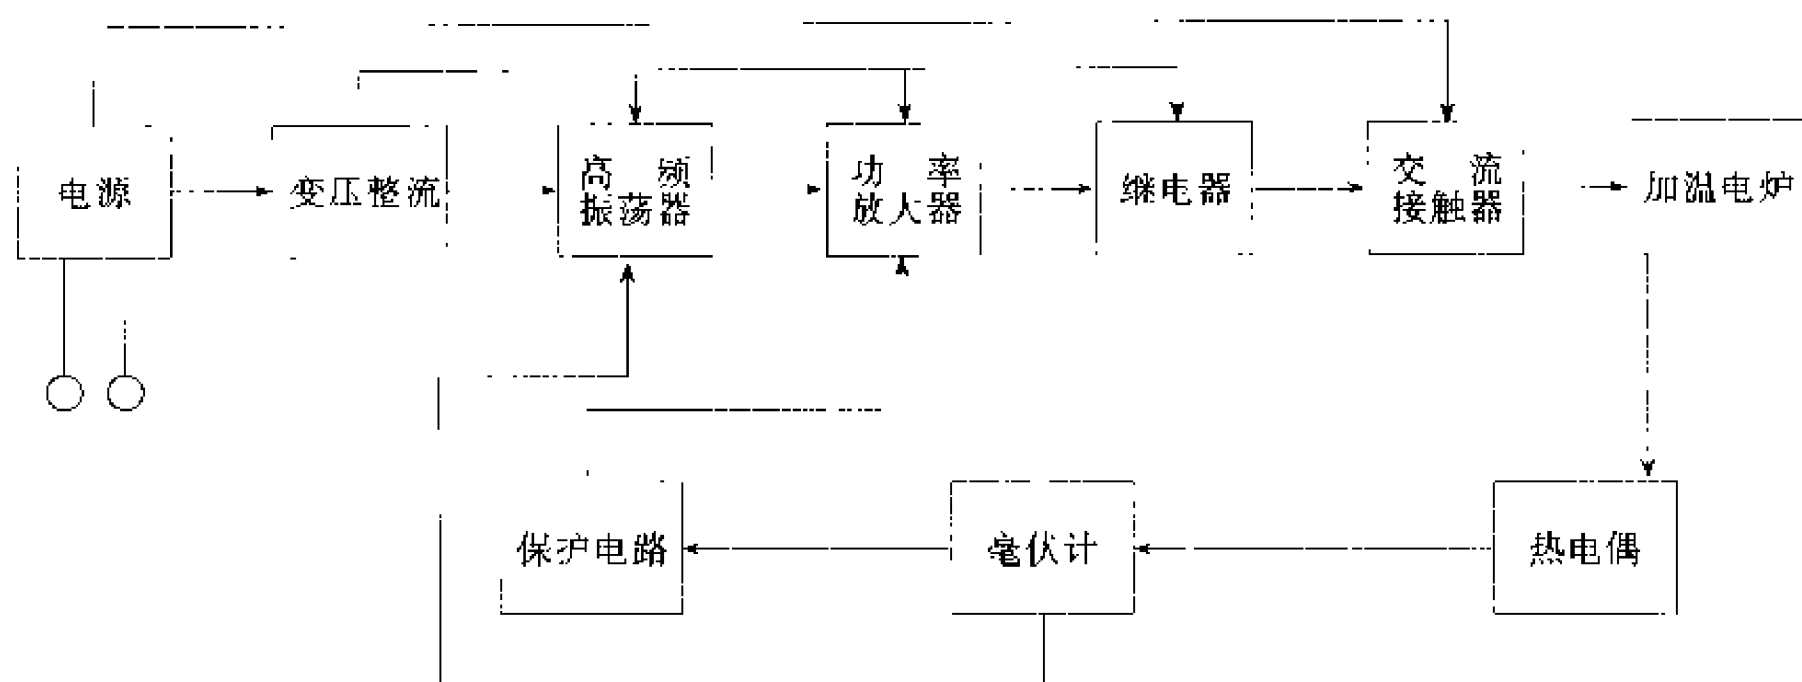 电源
变压整流
高频
振荡器
功率
放大器
继电器
交流
接触器
加温电炉
保护电路
毫伏计
热电偶